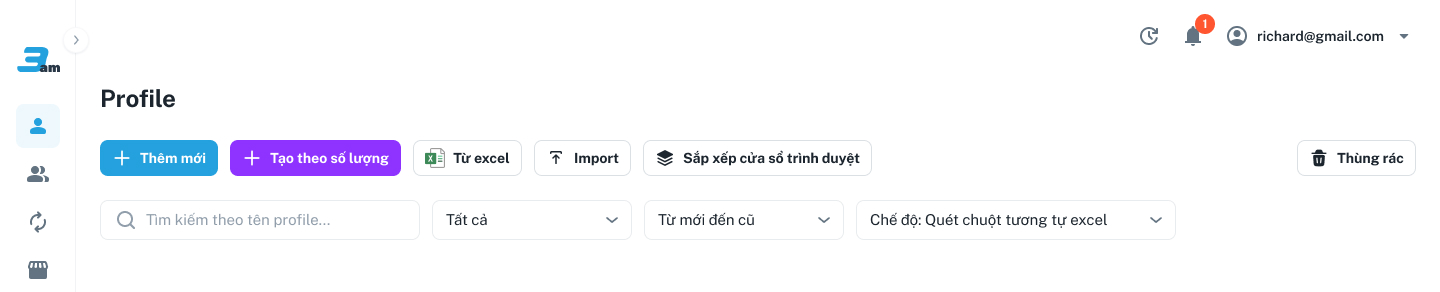 1
richard@gmail.com
3am
Profile
Thêm mới
Tạo theo số lượng
Từ excel
Import
Sắp xếp cửa sổ trình duyệt
Thùng rác
Tìm kiếm theo tên profile...
Tất cả
Từ mới đến cũ
Chế độ: Quét chuột tương tự excel